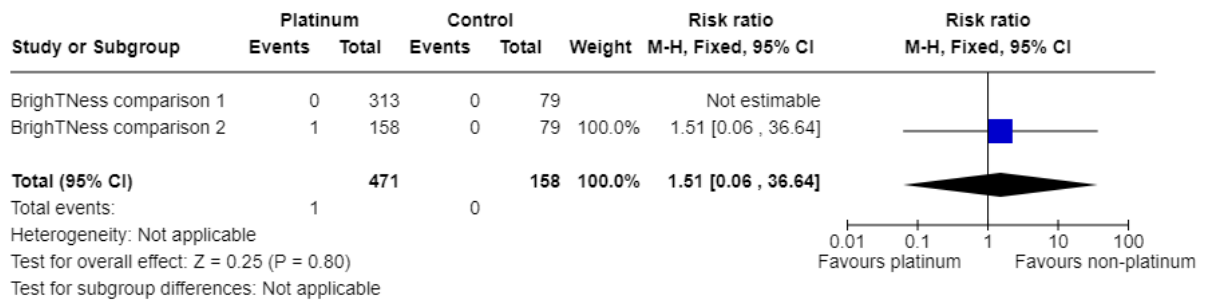 Platinum Control Risk ratio Risk ratio
Study or Subgroup Events Total Events Total Weight M-H, Fixed, 95% CI M-H, Fixed, 95% CI
BrighTNess comparison 1 0 313 0 79 Not estimable
BrighTNess comparison 2 1 158 0 79 100.0% 1.51 [0.06 , 36.64]
Total (95% CI) 471 158 100.0% 1.51 [0.06 , 36.64]
Total events: 1 0
Heterogeneity: Not applicable
0.01 0.1 1 10 100
Test for overall effect: Z = 0.25 (P = 0.80) Favours platinum Favours non-platinum
Test for subgroup differences: Not applicable